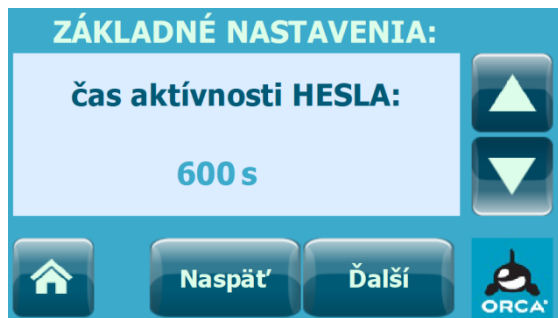 ZÁKLADNÉ NASTAVENIA:
čas aktívnosti HESLA:
600 s
Naspäť Ďalší
ORCA